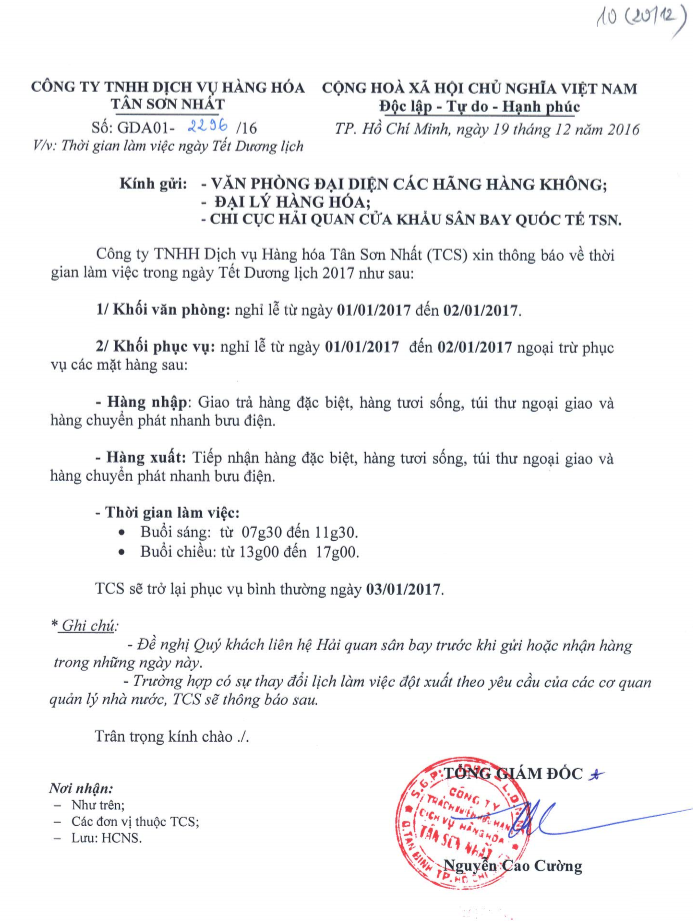 10 (20/12)
CÔNG TY TNHH DỊCH VỤ HÀNG HÓA
TÂN SƠN NHẤT
CỘNG HOÀ XÃ HỘI CHỦ NGHĨA VIỆT NAM
Độc lập - Tự do - Hạnh phúc
Số: GDA01- 2296 /16
TP. Hồ Chí Minh, ngày 19 tháng 12 năm 2016
V/v: Thời gian làm việc ngày Tết Dương lịch
Kính gửi: - VĂN PHÒNG ĐẠI DIỆN CÁC HÃNG HÀNG KHÔNG;
- ĐẠI LÝ HÀNG HÓA;
- CHI CỤC HẢI QUAN CỬA KHẨU SÂN BAY QUỐC TẾ TSN.
Công ty TNHH Dịch vụ Hàng hóa Tân Sơn Nhất (TCS) xin thông báo về thời
gian làm việc trong ngày Tết Dương lịch 2017 như sau:
1/ Khối văn phòng: nghỉ lễ từ ngày 01/01/2017 đến 02/01/2017.
2/ Khối phục vụ: nghỉ lễ từ ngày 01/01/2017 đến 02/01/2017 ngoại trừ phục
vụ các mặt hàng sau:
- Hàng nhập: Giao trả hàng đặc biệt, hàng tươi sống, túi thư ngoại giao và
hàng chuyển phát nhanh bưu điện.
- Hàng xuất: Tiếp nhận hàng đặc biệt, hàng tươi sống, túi thư ngoại giao và
hàng chuyển phát nhanh bưu điện.
- Thời gian làm việc:
• Buổi sáng: từ 07g30 đến 11g30.
• Buổi chiều: từ 13g00 đến 17g00.
TCS sẽ trở lại phục vụ bình thường ngày 03/01/2017.
* Ghi chú:
- Đề nghị Quý khách liên hệ Hải quan sân bay trước khi gửi hoặc nhận hàng
trong những ngày này.
- Trường hợp có sự thay đổi lịch làm việc đột xuất theo yêu cầu của các cơ quan
quản lý nhà nước, TCS sẽ thông báo sau.
Trân trọng kính chào ./.
Nơi nhận:
– Như trên;
– Các đơn vị thuộc TCS;
– Lưu: HCNS.
TỔNG GIÁM ĐỐC
CÔNG TY
TRÁCH NHIỆM HỮU HẠN
DỊCH VỤ HÀNG HÓA
TÂN SƠN NHẤT
Q.TÂN BÌNH TP.HỒ CHÍ
Nguyễn Cao Cường